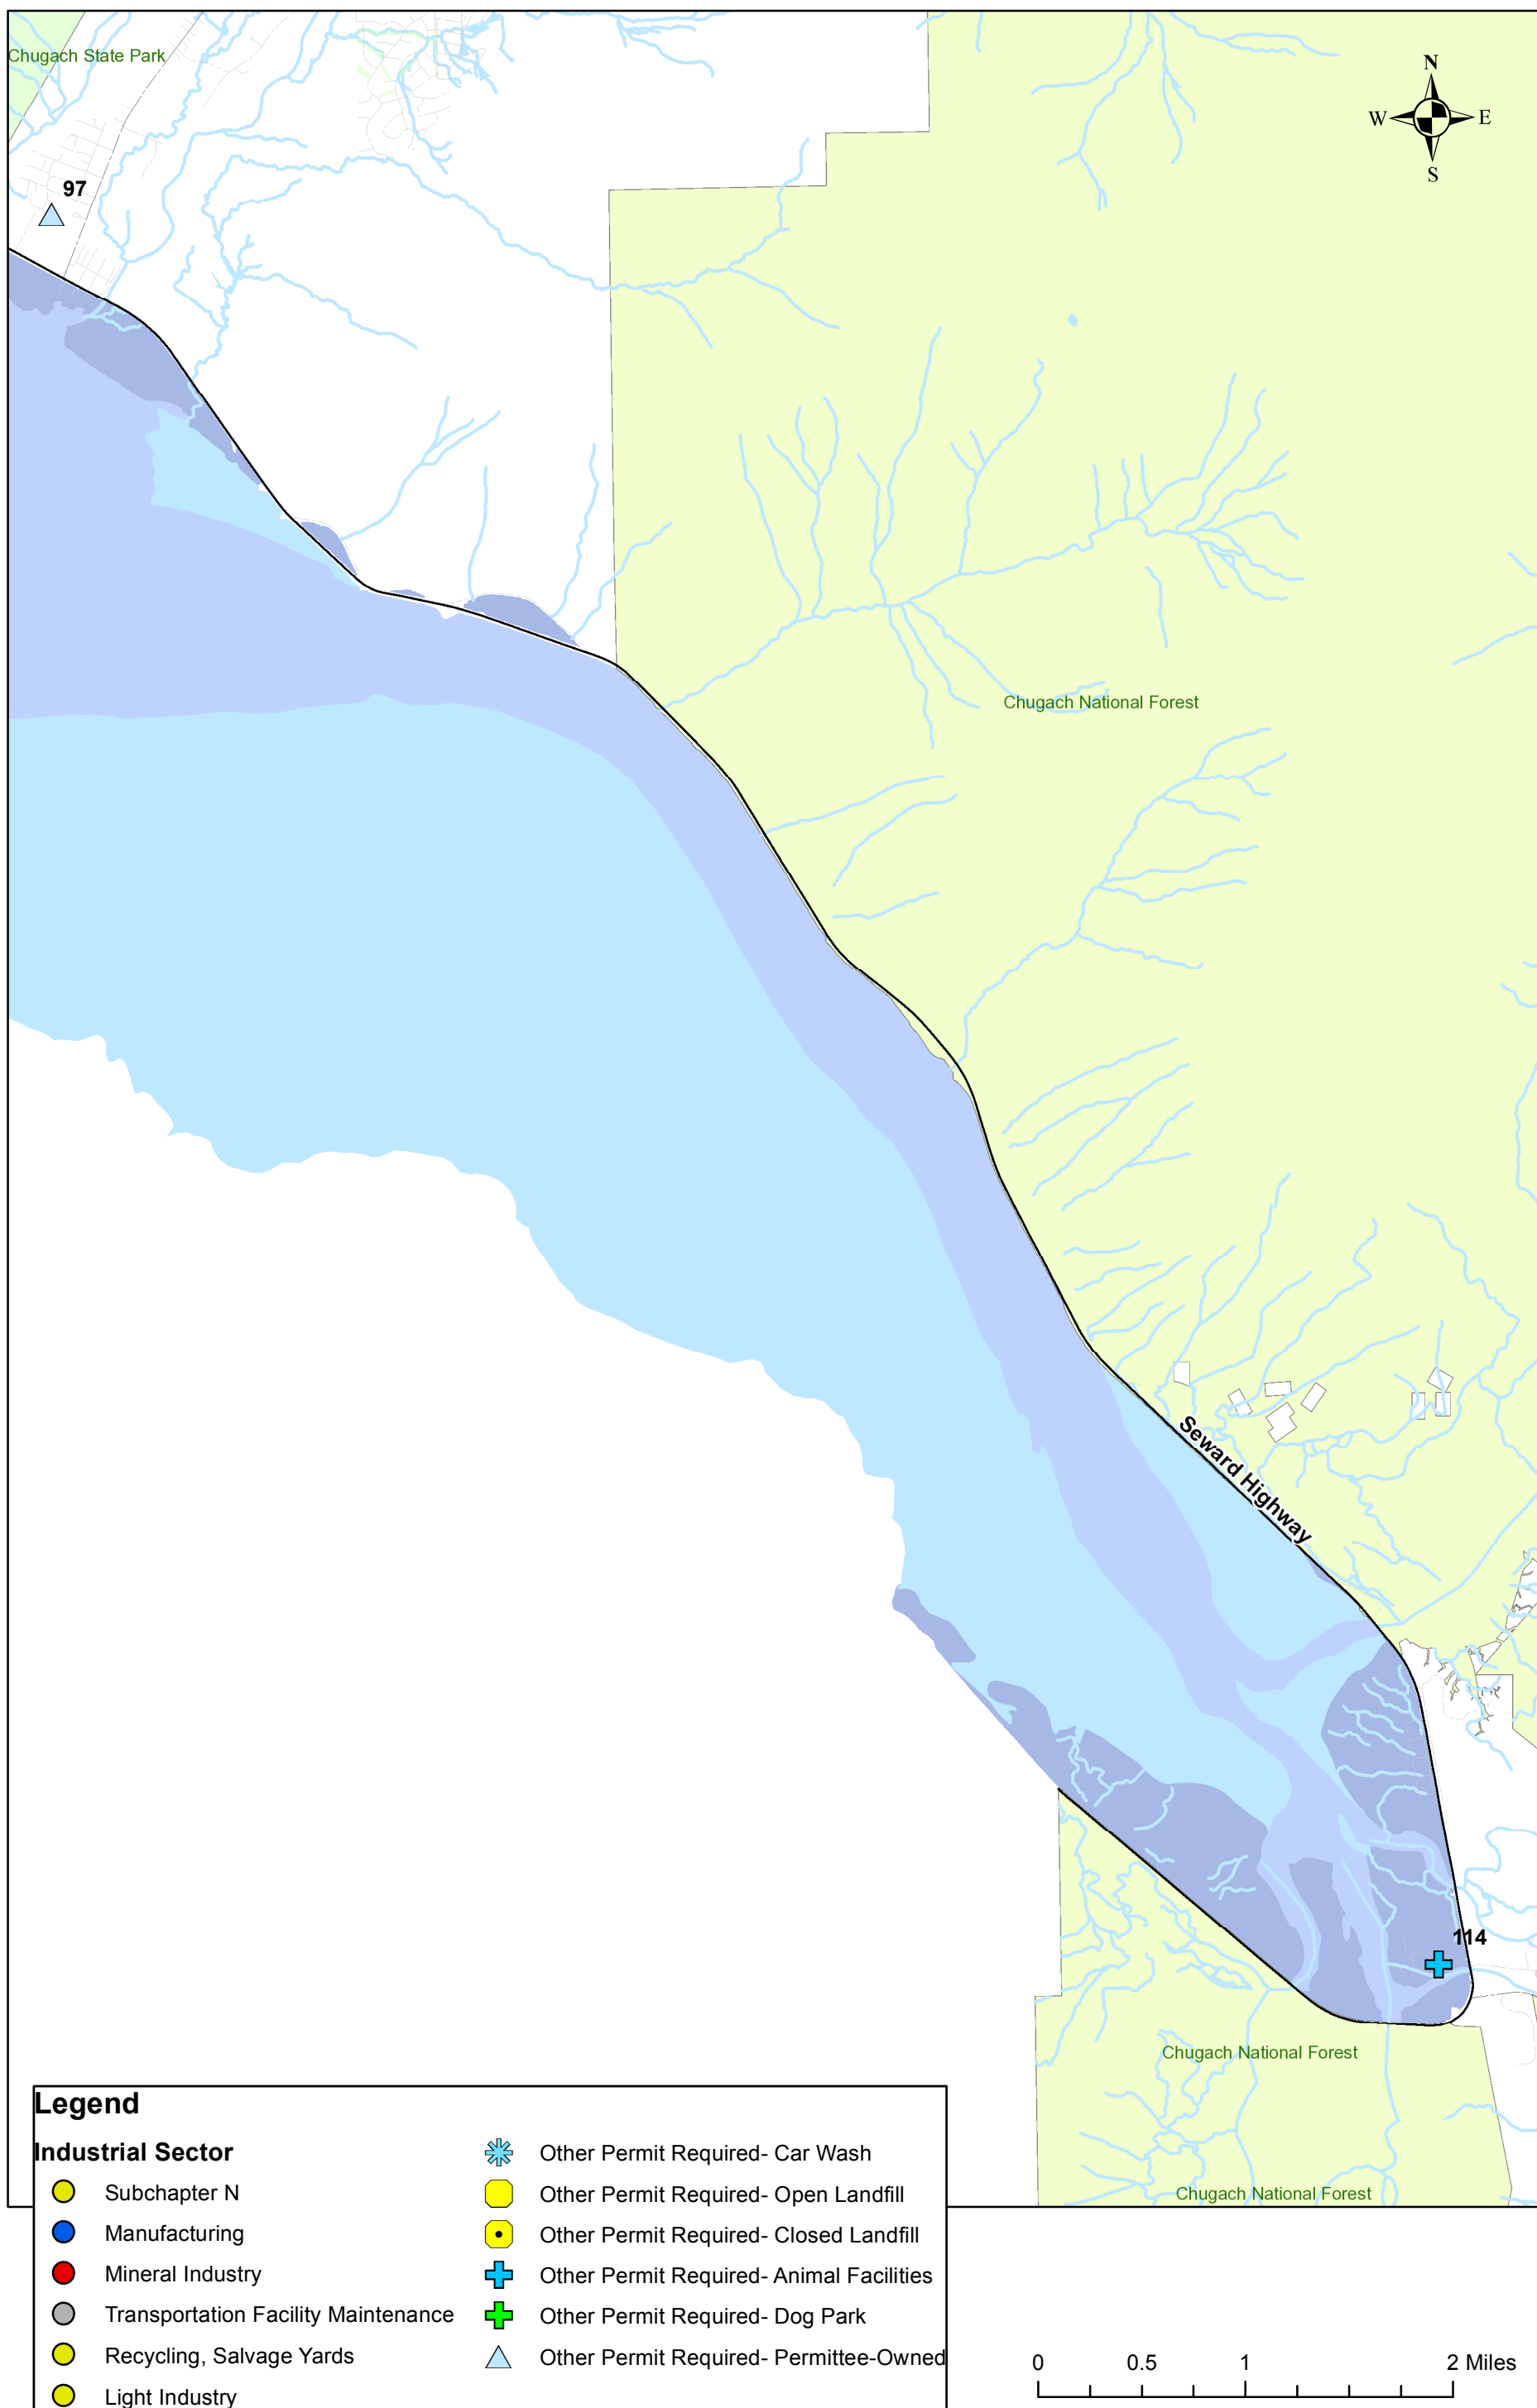 Chugach State Park
N
W E
S
97
Chugach National Forest
Seward Highway
114
Chugach National Forest
Chugach National Forest
Legend
Industrial Sector
Subchapter N
Manufacturing
Mineral Industry
Transportation Facility Maintenance
Recycling, Salvage Yards
Light Industry
Other Permit Required- Car Wash
Other Permit Required- Open Landfill
Other Permit Required- Closed Landfill
Other Permit Required- Animal Facilities
Other Permit Required- Dog Park
Other Permit Required- Permittee-Owned
0 0.5 1 2 Miles